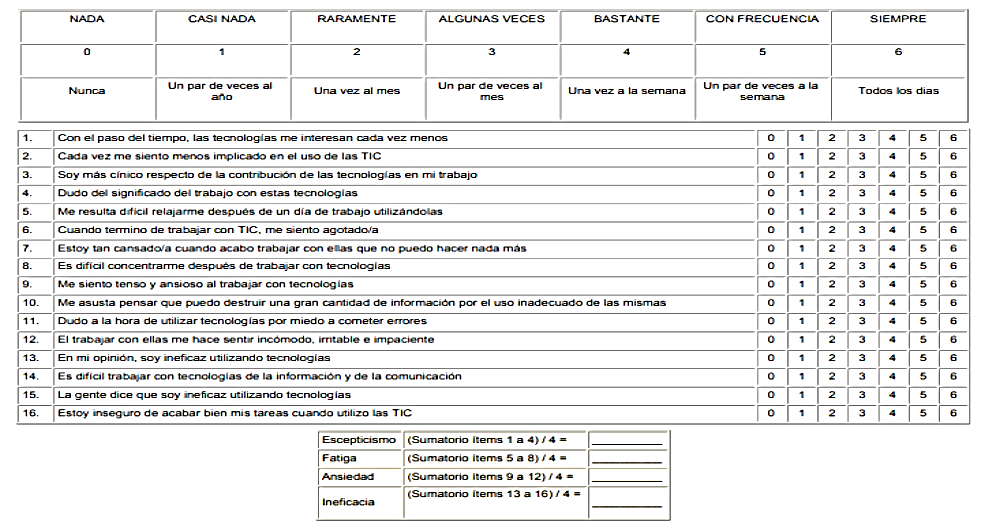 NADA CASI NADA RARAMENTE ALGUNAS VECES BASTANTE CON FRECUENCIA SIEMPRE
0 1 2 3 4 5 6
Nunca Un par de veces al año Una vez al mes Un par de veces al mes Una vez a la semana Un par de veces a la semana Todos los dias
1. Con el paso del tiempo, las tecnologías me interesan cada vez menos 0 1 2 3 4 5 6
2. Cada vez me siento menos implicado en el uso de las TIC 0 1 2 3 4 5 6
3. Soy más cínico respecto de la contribución de las tecnologías en mi trabajo 0 1 2 3 4 5 6
4. Dudo del significado del trabajo con estas tecnologías 0 1 2 3 4 5 6
5. Me resulta difícil relajarme después de un día de trabajo utilizándolas 0 1 2 3 4 5 6
6. Cuando termino de trabajar con TIC, me siento agotado/a 0 1 2 3 4 5 6
7. Estoy tan cansado/a cuando acabo trabajar con ellas que no puedo hacer nada más 0 1 2 3 4 5 6
8. Es difícil concentrarme después de trabajar con tecnologías 0 1 2 3 4 5 6
9. Me siento tenso y ansioso al trabajar con tecnologías 0 1 2 3 4 5 6
10. Me asusta pensar que puedo destruir una gran cantidad de información por el uso inadecuado de las mismas 0 1 2 3 4 5 6
11. Dudo a la hora de utilizar tecnologías por miedo a cometer errores 0 1 2 3 4 5 6
12. El trabajar con ellas me hace sentir incómodo, irritable e impaciente 0 1 2 3 4 5 6
13. En mi opinión, soy ineficaz utilizando tecnologías 0 1 2 3 4 5 6
14. Es difícil trabajar con tecnologías de la información y de la comunicación 0 1 2 3 4 5 6
15. La gente dice que soy ineficaz utilizando tecnologías 0 1 2 3 4 5 6
16. Estoy inseguro de acabar bien mis tareas cuando utilizo las TIC 0 1 2 3 4 5 6
Escepticismo (Sumatorio ítems 1 a 4) / 4 = ___________
Fatiga (Sumatorio ítems 5 a 8) / 4 = ___________
Ansiedad (Sumatorio ítems 9 a 12) / 4 = ___________
Ineficacia (Sumatorio ítems 13 a 16) / 4 = ___________